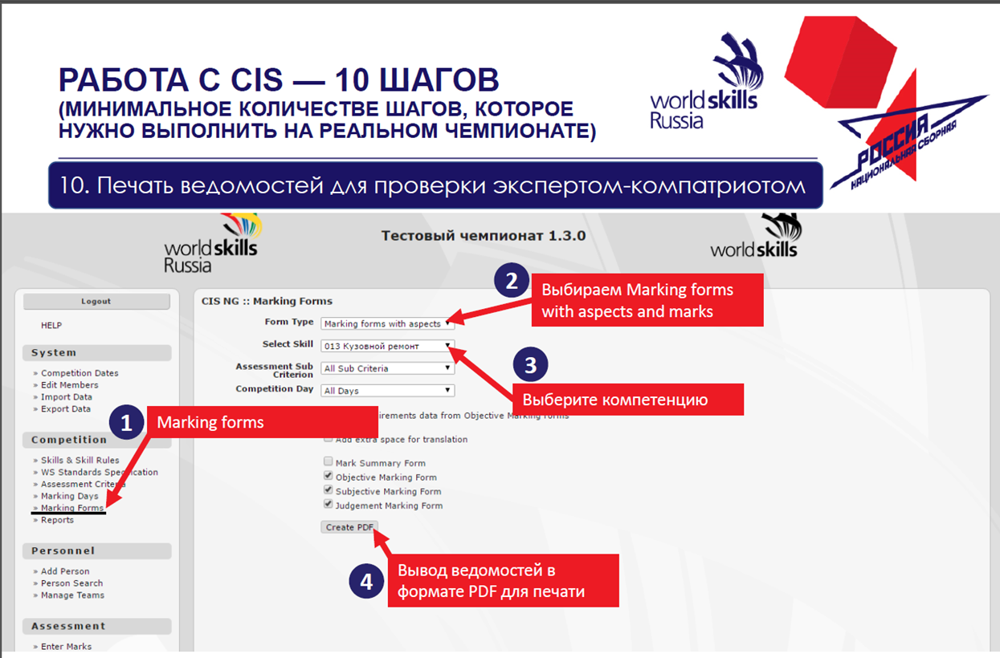 РАБОТА С CIS — 10 ШАГОВ
(МИНИМАЛЬНОЕ КОЛИЧЕСТВЕ ШАГОВ, КОТОРОЕ
НУЖНО ВЫПОЛНИТЬ НА РЕАЛЬНОМ ЧЕМПИОНАТЕ)
worldskills
Russia
РОССИЯ
НАЦИОНАЛЬНАЯ СБОРНАЯ
10. Печать ведомостей для проверки экспертом-компатриотом
worldskills
Russia
Тестовый чемпионат 1.3.0
worldskills
Logout
HELP
System
» Competition Dates
» Edit Members
» Import Data
» Export Data
Competition
» Skills & Skill Rules
» WS Standards Specification
» Assessment Criteria
» Marking Days
» Marking Forms
» Reports
Personnel
» Add Person
» Person Search
» Manage Teams
Assessment
» Enter Marks
1
Marking forms
CIS NG :: Marking Forms
Form Type
Marking forms with aspects
2
Выбираем Marking forms
with aspects and marks
Select Skill
013 Кузовной ремонт
Assessment Sub
Criterion
All Sub Criteria
Competition Day
All Days
3
Выберите компетенцию
data from Objective Marking Forms
Add extra space for translation
Mark Summary Form
Objective Marking Form
Subjective Marking Form
Judgement Marking Form
Create PDF
4
Вывод ведомостей в
формате PDF для печати